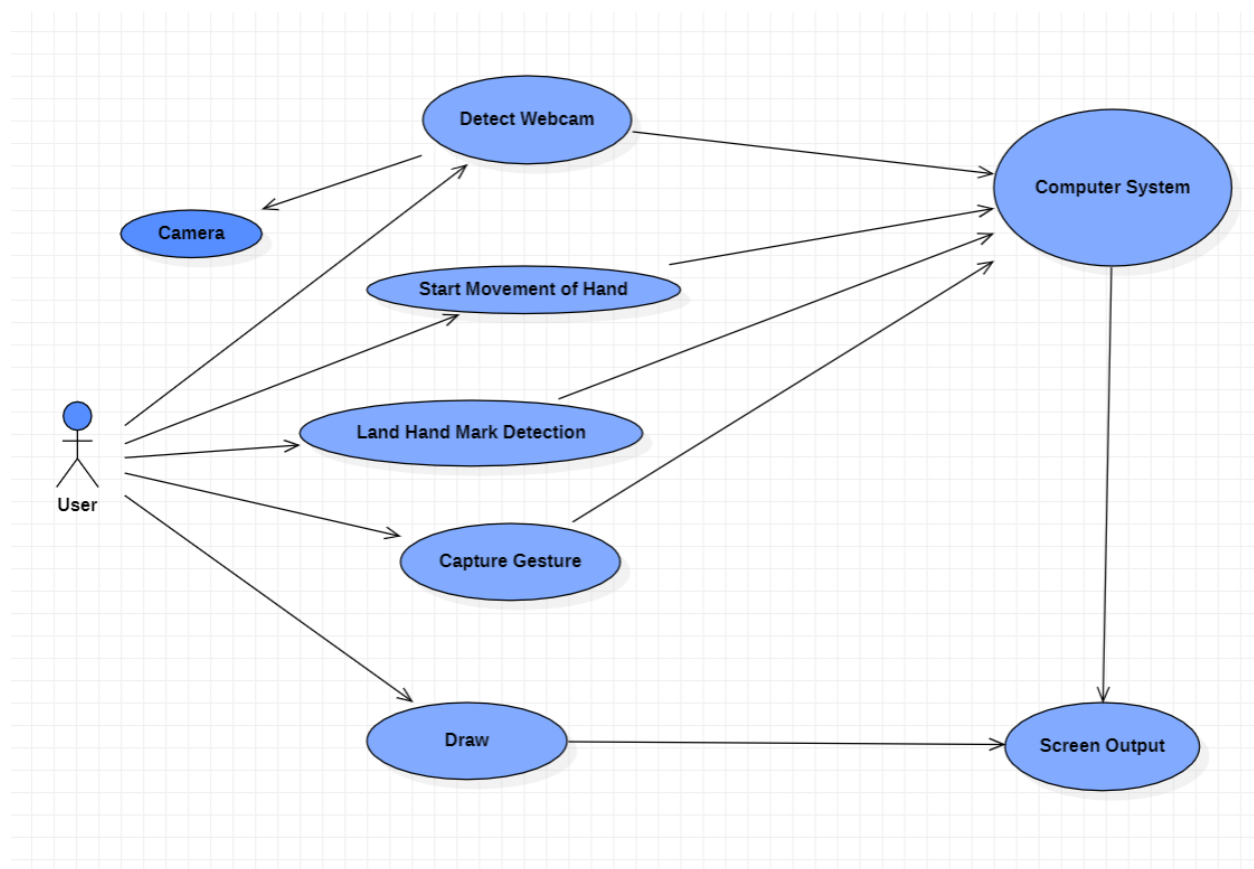 Detect Webcam
Computer System
Camera
Start Movement of Hand
Land Hand Mark Detection
User
Capture Gesture
Draw
Screen Output